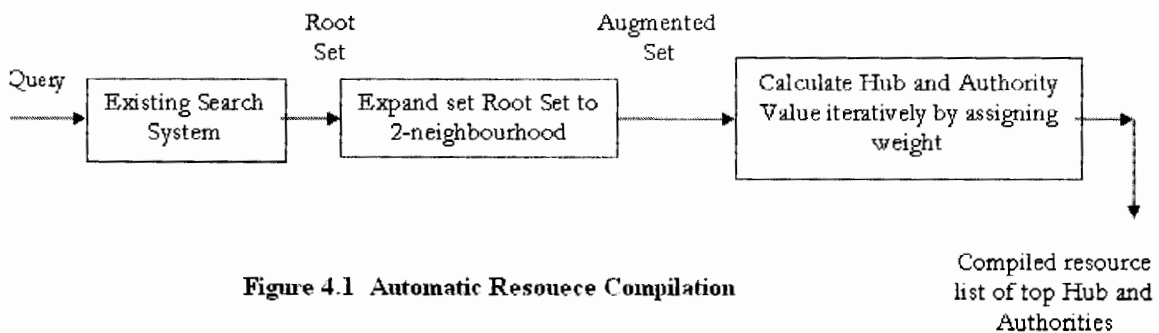 Root
Set
Augmented
Set
Query
Existing Search
System
Expand set Root Set to
2-neighbourhood
Calculate Hub and Authority
Value iteratively by assigning
weight
Compiled resource
list of top Hub and
Authorities
Figure 4.1 Automatic Resouece Compilation